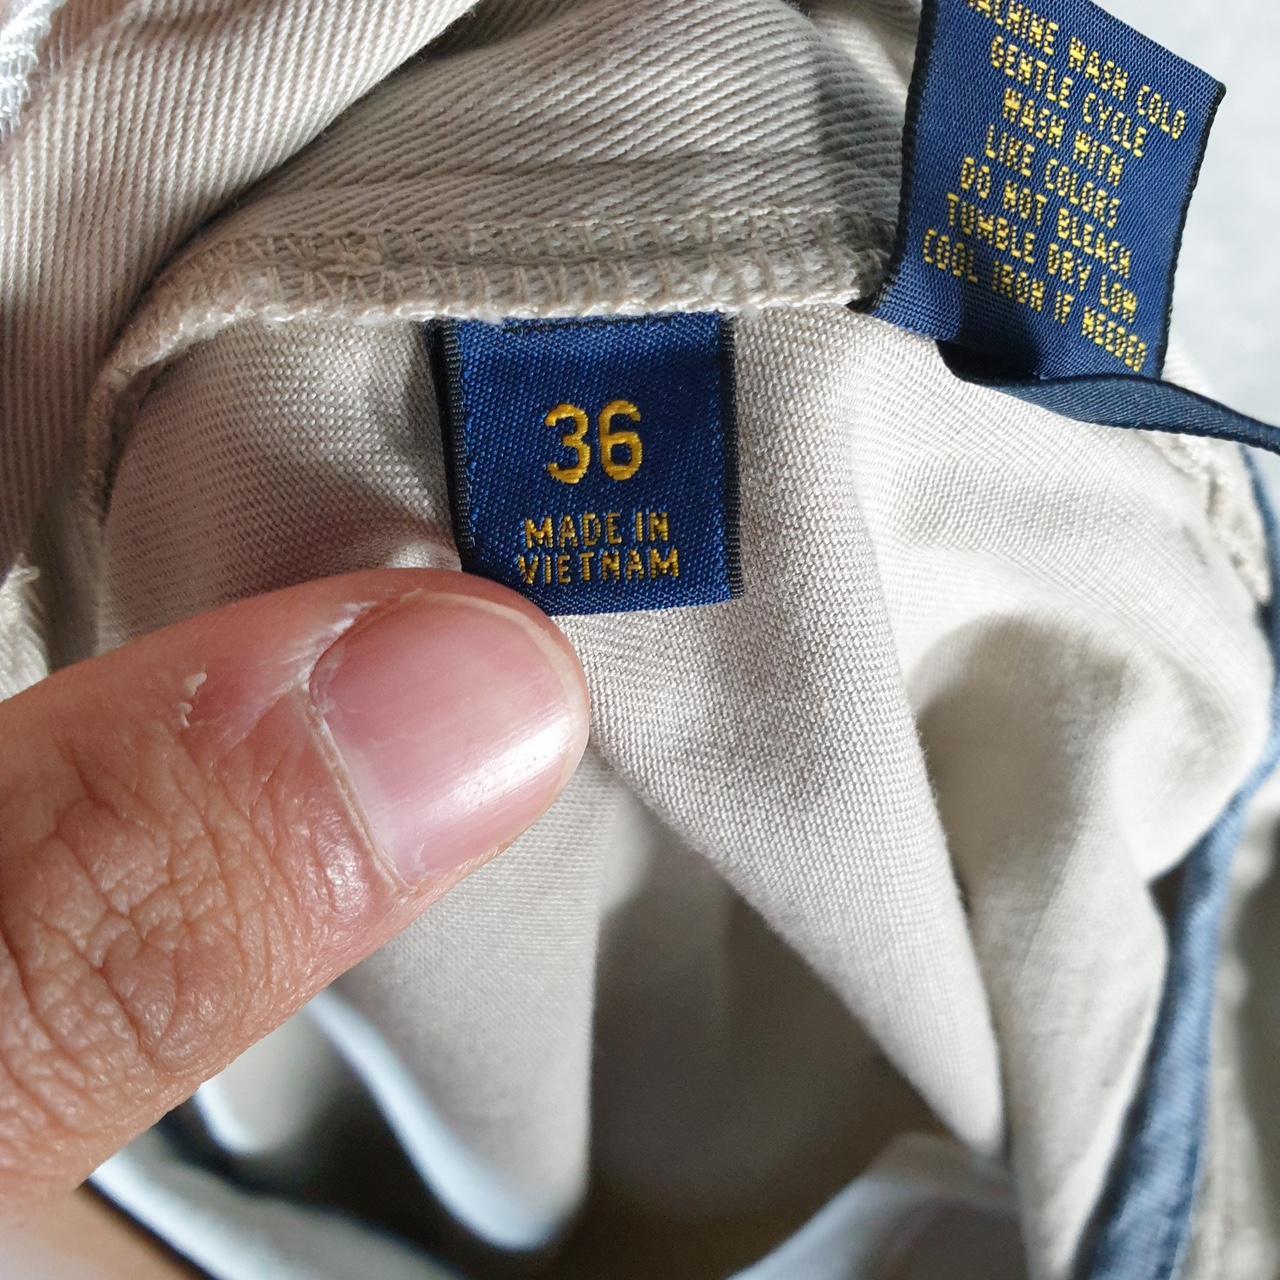 MACHINE WASH COLD
GENTLE CYCLE
WASH WITH
LIKE COLORS
DO NOT BLEACH
TUMBLE DRY LOW
COOL IRON IF NEEDED
36
MADE IN
VIETNAM